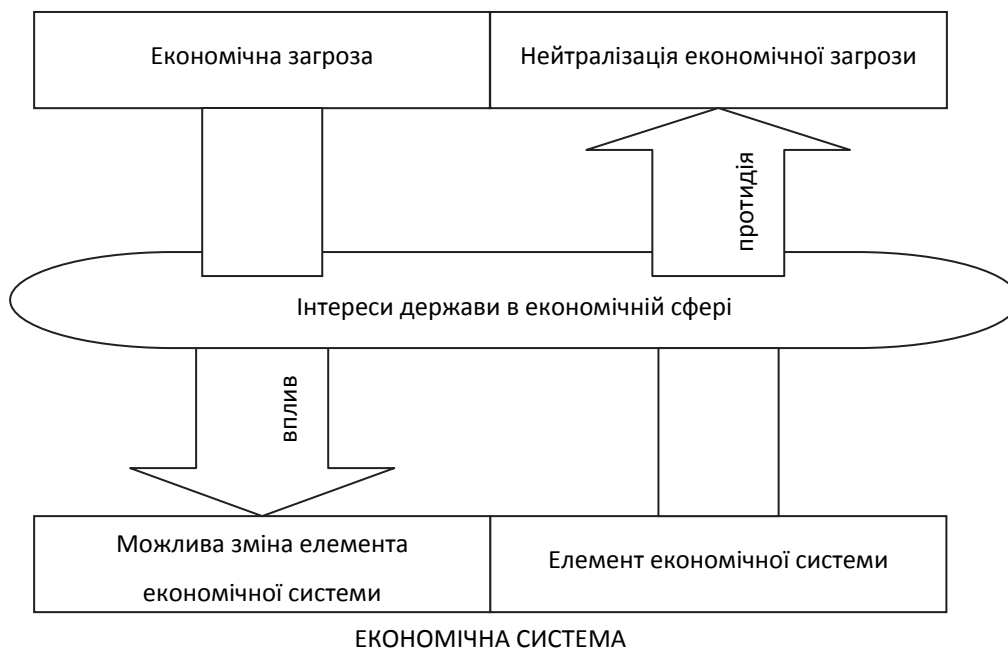 Економічна загроза
Нейтралізація економічної загрози
протидія
Інтереси держави в економічній сфері
вплив
Можлива зміна елемента
економічної системи
Елемент економічної системи
ЕКОНОМІЧНА СИСТЕМА